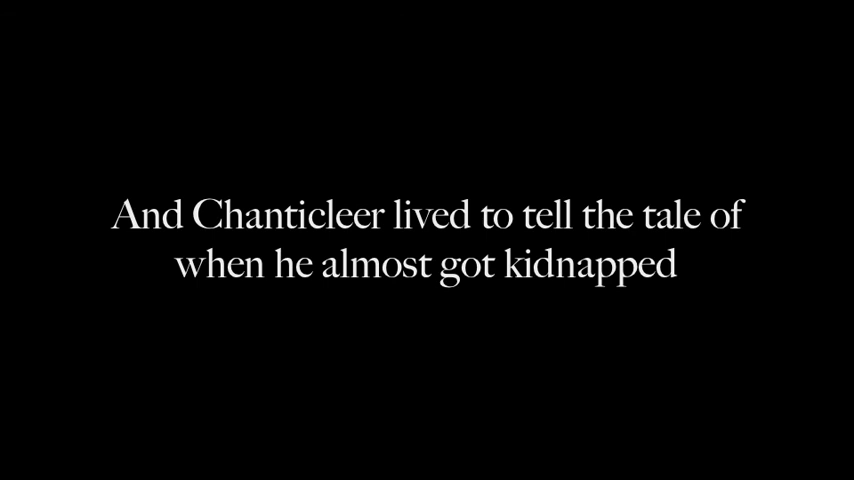 And Chanticleer lived to tell the tale of
when he almost got kidnapped